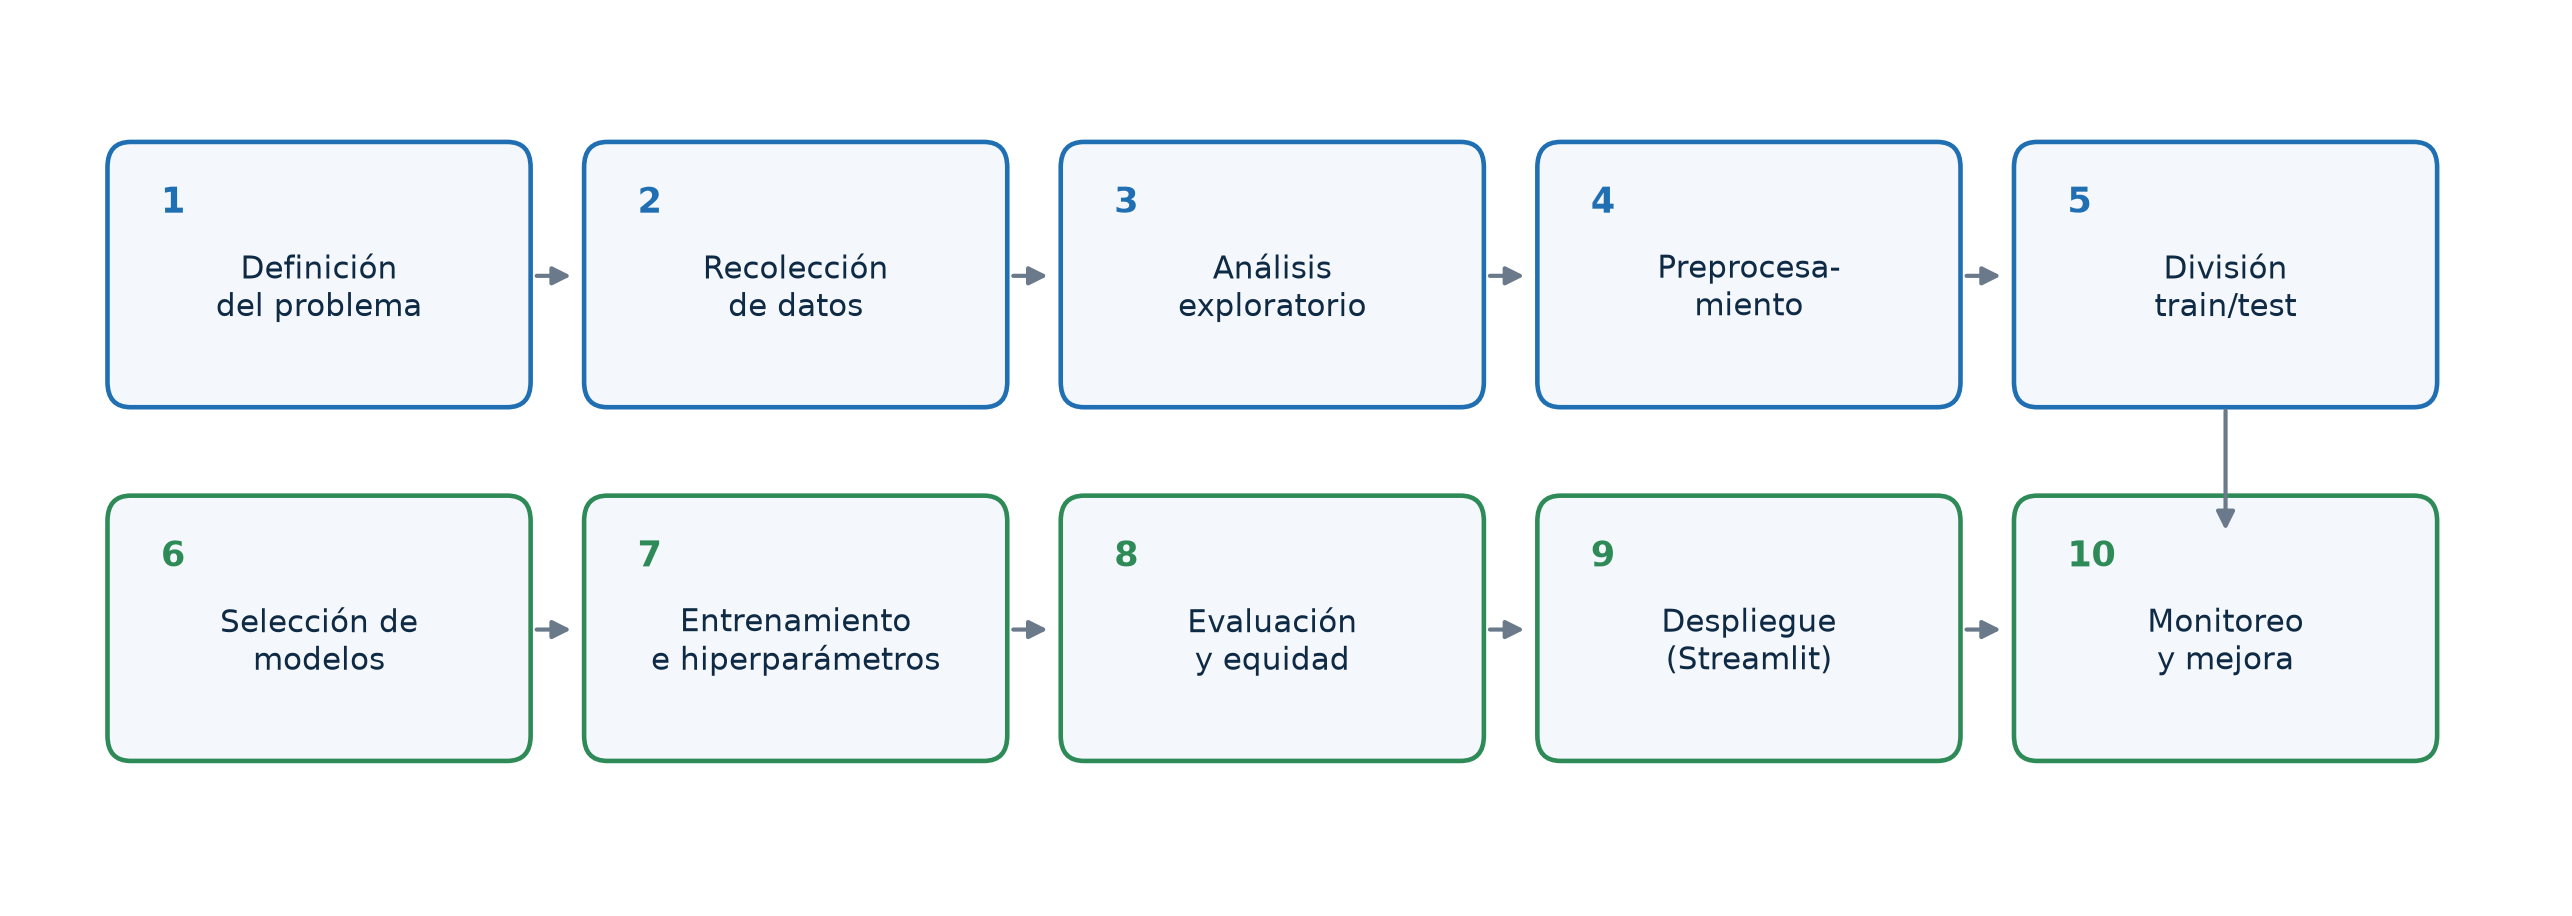 1
Definición
del problema
2
Recolección
de datos
3
Análisis
exploratorio
4
Preprocesa-
miento
5
División
train/test
6
Selección de
modelos
7
Entrenamiento
e hiperparámetros
8
Evaluación
y equidad
9
Despliegue
(Streamlit)
10
Monitoreo
y mejora